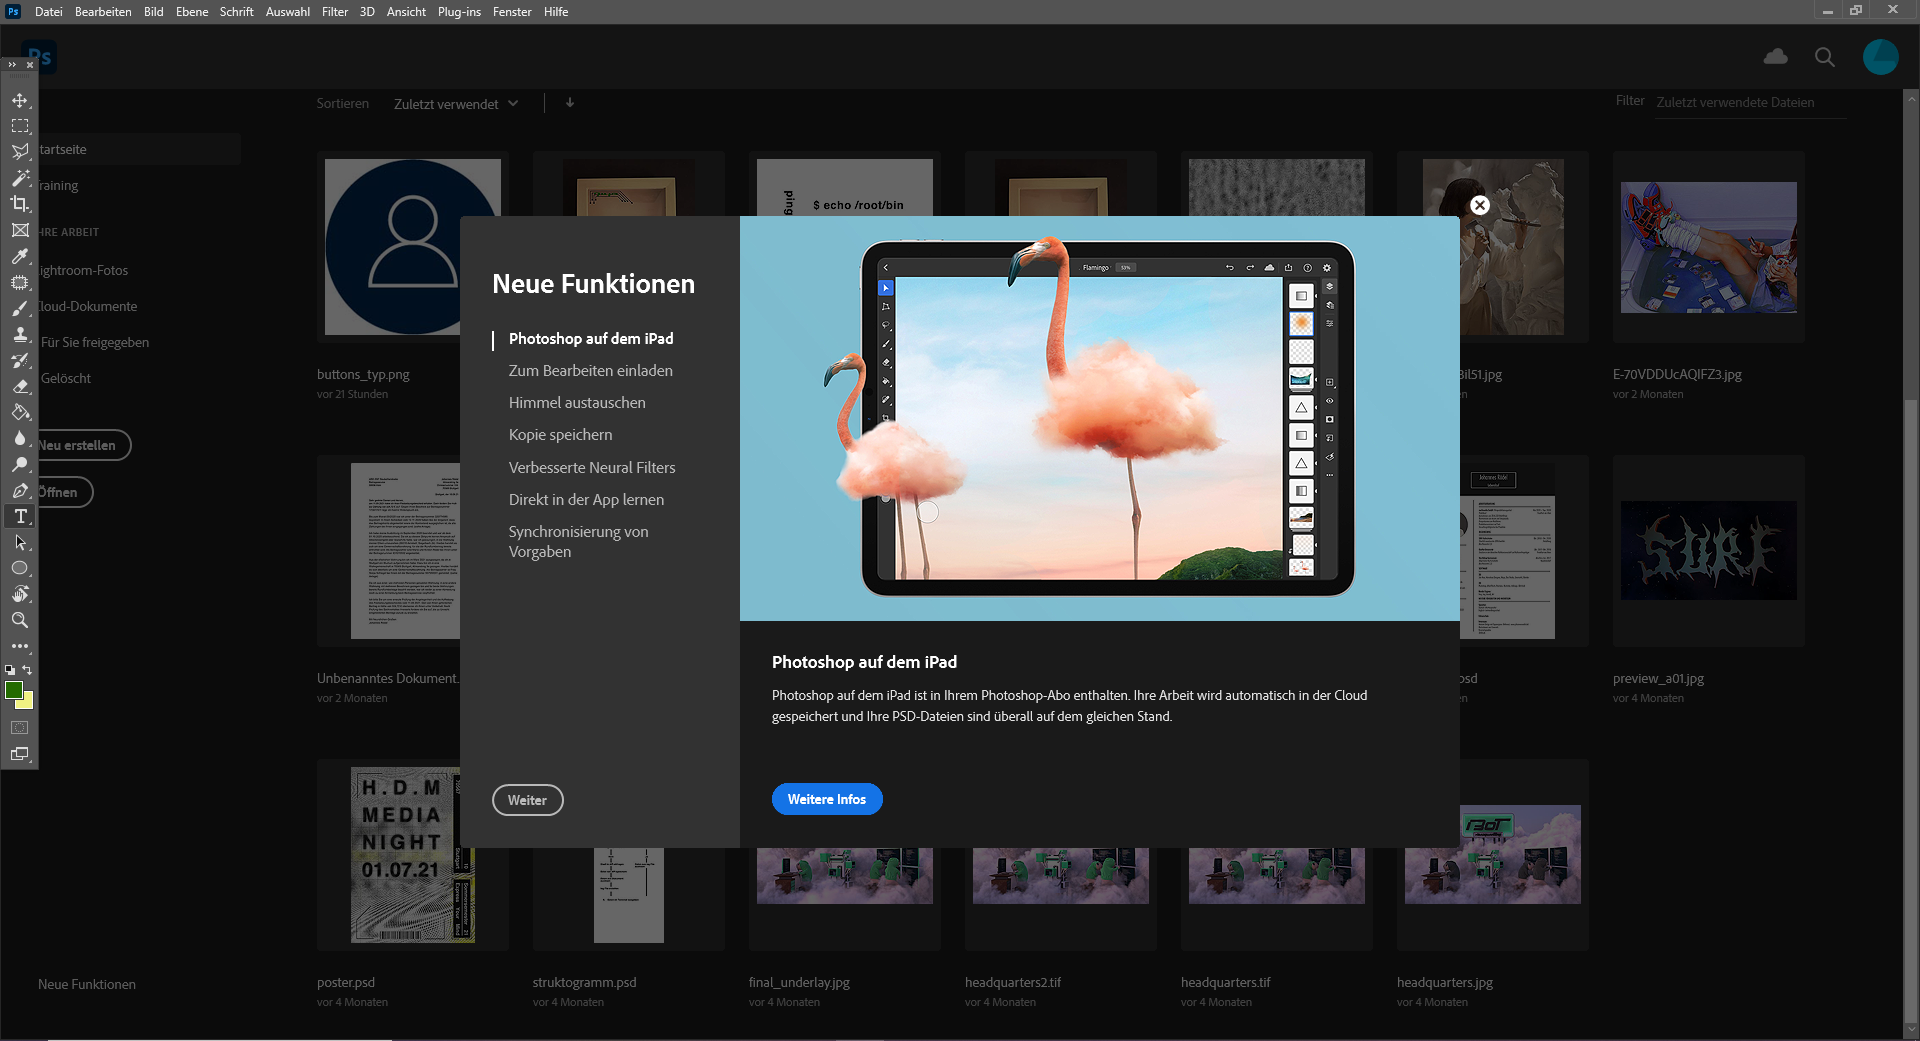 Ps
Datei Bearbeiten Bild Ebene Schrift Auswahl Filter 3D Ansicht Plug-ins Fenster Hilfe
Ps
Sortieren Zuletzt verwendet
Filter Zuletzt verwendete Dateien
tartseite
raining
HRE ARBEIT
ightroom-Fotos
loud-Dokumente
Für Sie freigegeben
Gelöscht
Neu erstellen
Öffnen
Neue Funktionen
ping
$ echo /root/bin
buttons_typ.png
vor 21 Stunden
Bil51.jpg
E-70VDDUcAQIFZ3.jpg
vor 2 Monaten
Neue Funktionen
Photoshop auf dem iPad
Zum Bearbeiten einladen
Himmel austauschen
Kopie speichern
Verbesserte Neural Filters
Direkt in der App lernen
Synchronisierung von
Vorgaben
Weiter
Flamingo
Photoshop auf dem iPad
Photoshop auf dem iPad ist in Ihrem Photoshop-Abo enthalten. Ihre Arbeit wird automatisch in der Cloud
gespeichert und Ihre PSD-Dateien sind überall auf dem gleichen Stand.
Weitere Infos
SURF
Unbenanntes Dokument.
vor 2 Monaten
psd
preview_a01.jpg
vor 4 Monaten
H.D.M
MEDIA
NIGHT
01.07.21
poster.psd
vor 4 Monaten
struktogramm.psd
vor 4 Monaten
final_underlay.jpg
vor 4 Monaten
headquarters2.tif
vor 4 Monaten
headquarters.tif
vor 4 Monaten
headquarters.jpg
vor 4 Monaten